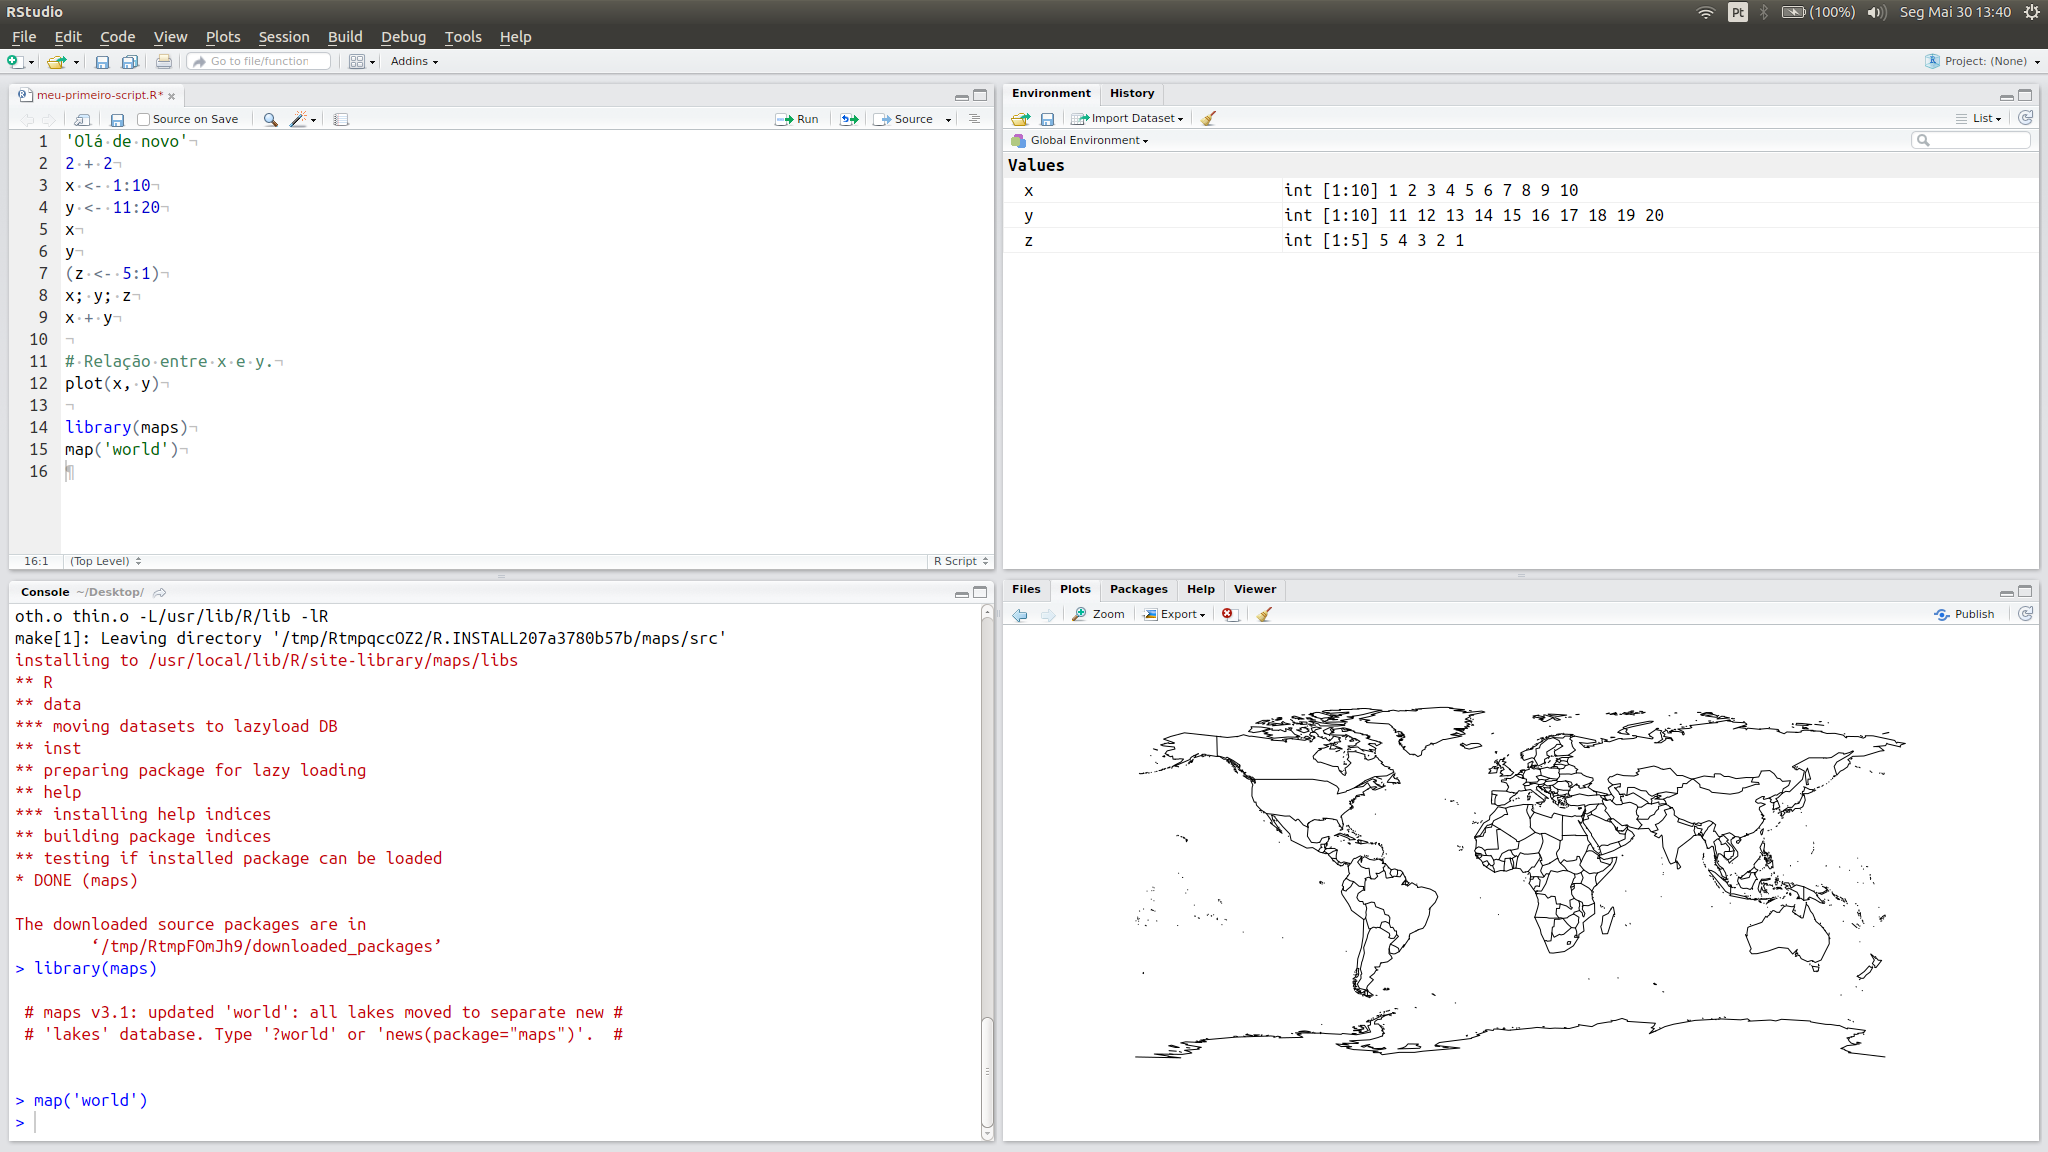 RStudio
Pt (100%) Seg Mai 30 13:40
File Edit Code View Plots Session Build Debug Tools Help
Go to file/function Addins Project: (None)
meu-primeiro-script.R*
Source on Save Run Source
1 'Olá de novo'
2 2 + 2
3 x <- 1:10
4 y <- 11:20
5 x
6 y
7 (z <- 5:1)
8 x; y; z
9 x + y
10
11 # Relação entre x e y.
12 plot(x, y)
13
14 library(maps)
15 map('world')
16
16:1 (Top Level) R Script
Environment History
Import Dataset List
Global Environment
Values
x int [1:10] 1 2 3 4 5 6 7 8 9 10
y int [1:10] 11 12 13 14 15 16 17 18 19 20
z int [1:5] 5 4 3 2 1
Console ~/Desktop/
oth.o thin.o -L/usr/lib/R/lib -lR
make[1]: Leaving directory '/tmp/RtmpqccOZ2/R.INSTALL207a3780b57b/maps/src'
installing to /usr/local/lib/R/site-library/maps/libs
** R
** data
*** moving datasets to lazyload DB
** inst
** preparing package for lazy loading
** help
*** installing help indices
** building package indices
** testing if installed package can be loaded
* DONE (maps)
The downloaded source packages are in
‘/tmp/RtmpFOmJh9/downloaded_packages’
> library(maps)
# maps v3.1: updated 'world': all lakes moved to separate new #
# 'lakes' database. Type '?world' or 'news(package="maps")'. #
> map('world')
>
Files Plots Packages Help Viewer
Zoom Export Publish